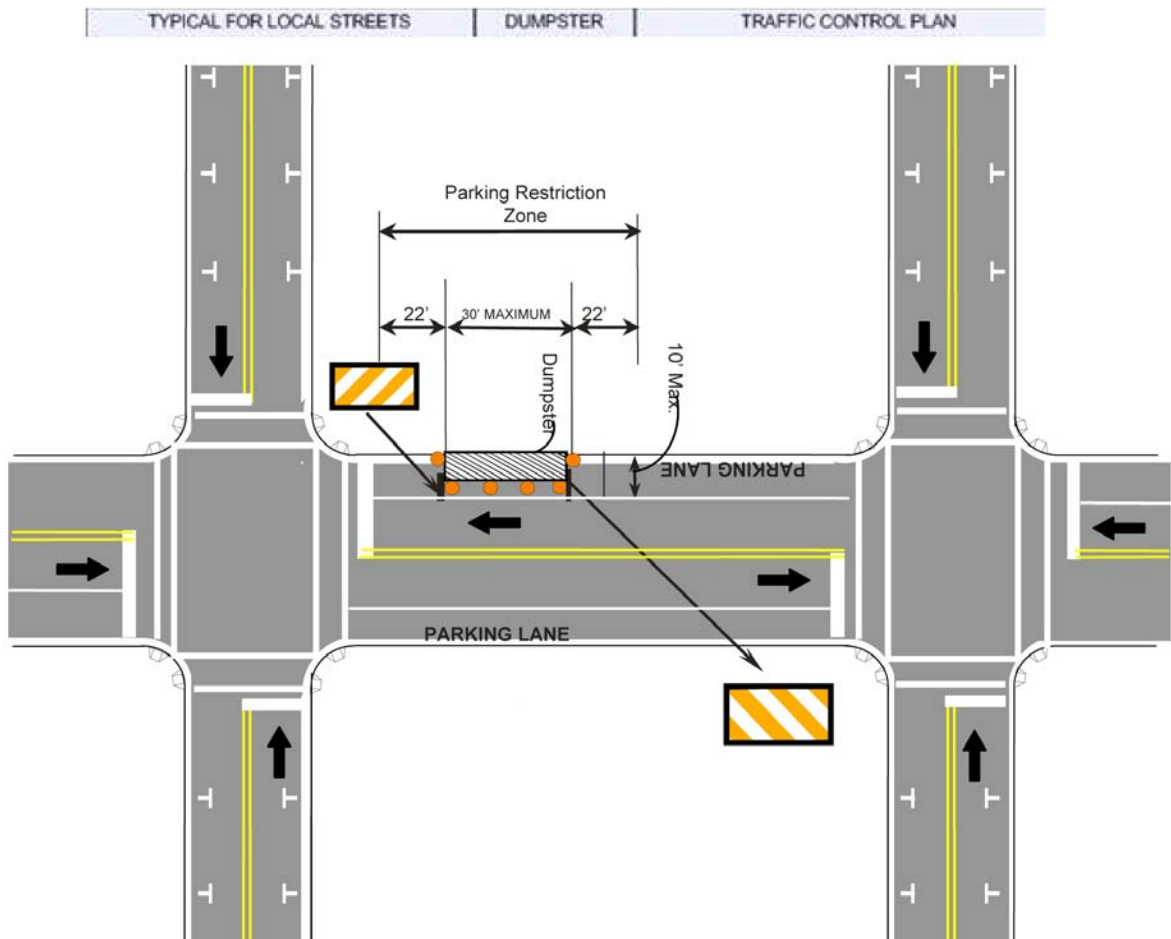 TYPICAL FOR LOCAL STREETS
DUMPSTER
TRAFFIC CONTROL PLAN
Parking Restriction
Zone
22'
30' MAXIMUM
22'
Dumpster
10' Max.
PARKING LANE
PARKING LANE